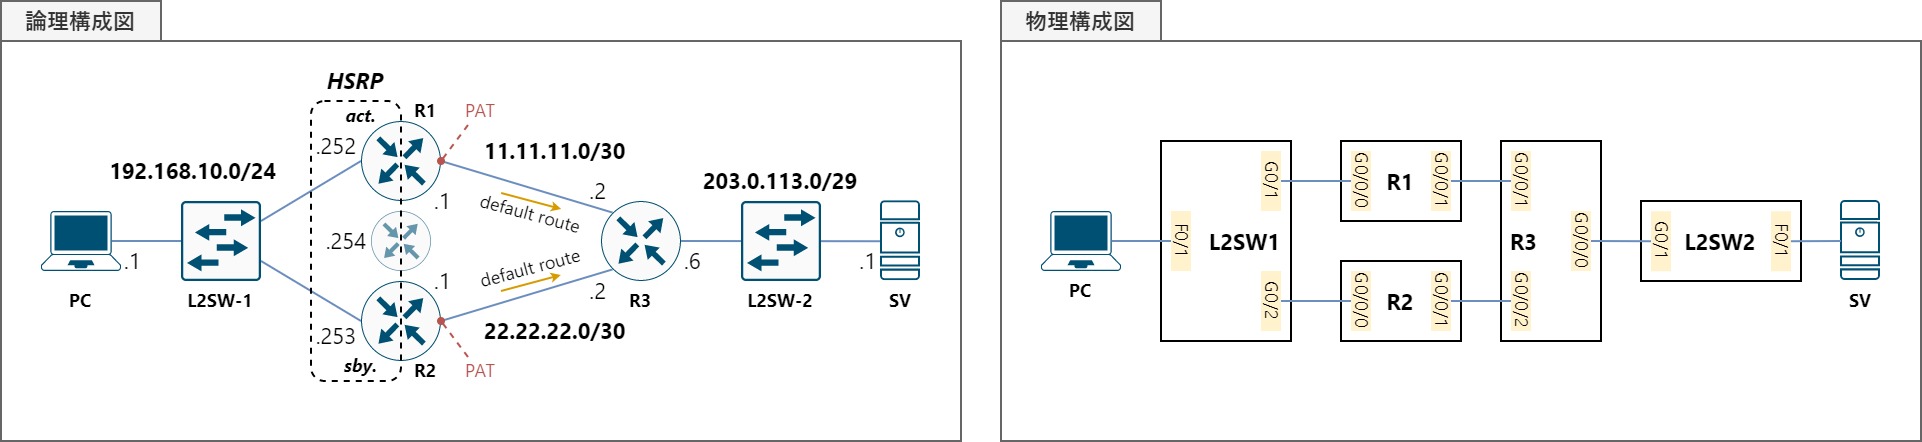 論理構成図
HSRP
act.
R1
PAT
.252
11.11.11.0/30
192.168.10.0/24
.1
.2
default route
203.0.113.0/29
.254
.1
.6
.1
default route
.1
.2
PC
L2SW-1
R3
L2SW-2
SV
.253
22.22.22.0/30
sby.
R2
PAT
物理構成図
G0/1
G0/0/0
R1
G0/0/1
G0/0/1
F0/1
L2SW1
R3
G0/0/0
G0/1
L2SW2
F0/1
PC
G0/2
G0/0/0
R2
G0/0/1
G0/0/2
SV